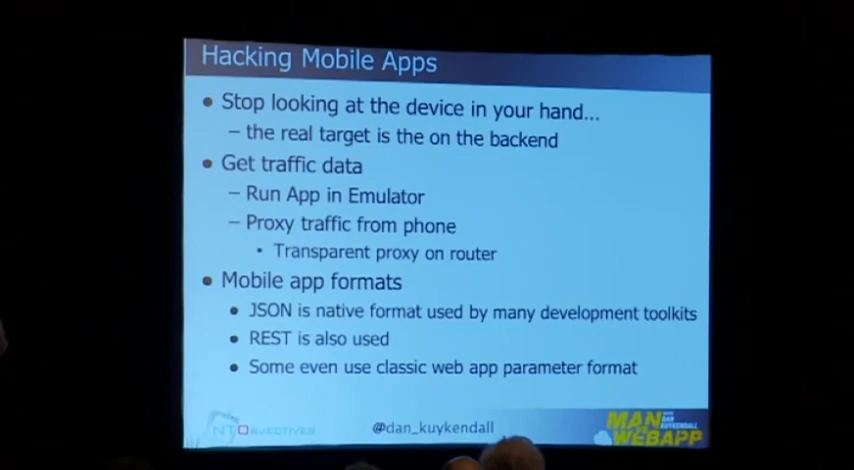 Hacking Mobile Apps
• Stop looking at the device in your hand...
– the real target is the on the backend
• Get traffic data
– Run App in Emulator
– Proxy traffic from phone
• Transparent proxy on router
• Mobile app formats
• JSON is native format used by many development toolkits
• REST is also used
• Some even use classic web app parameter format
NTOBJECTIVES
@dan_kuykendall
MAN
DAN
KUYKENDALL
WEBAPP